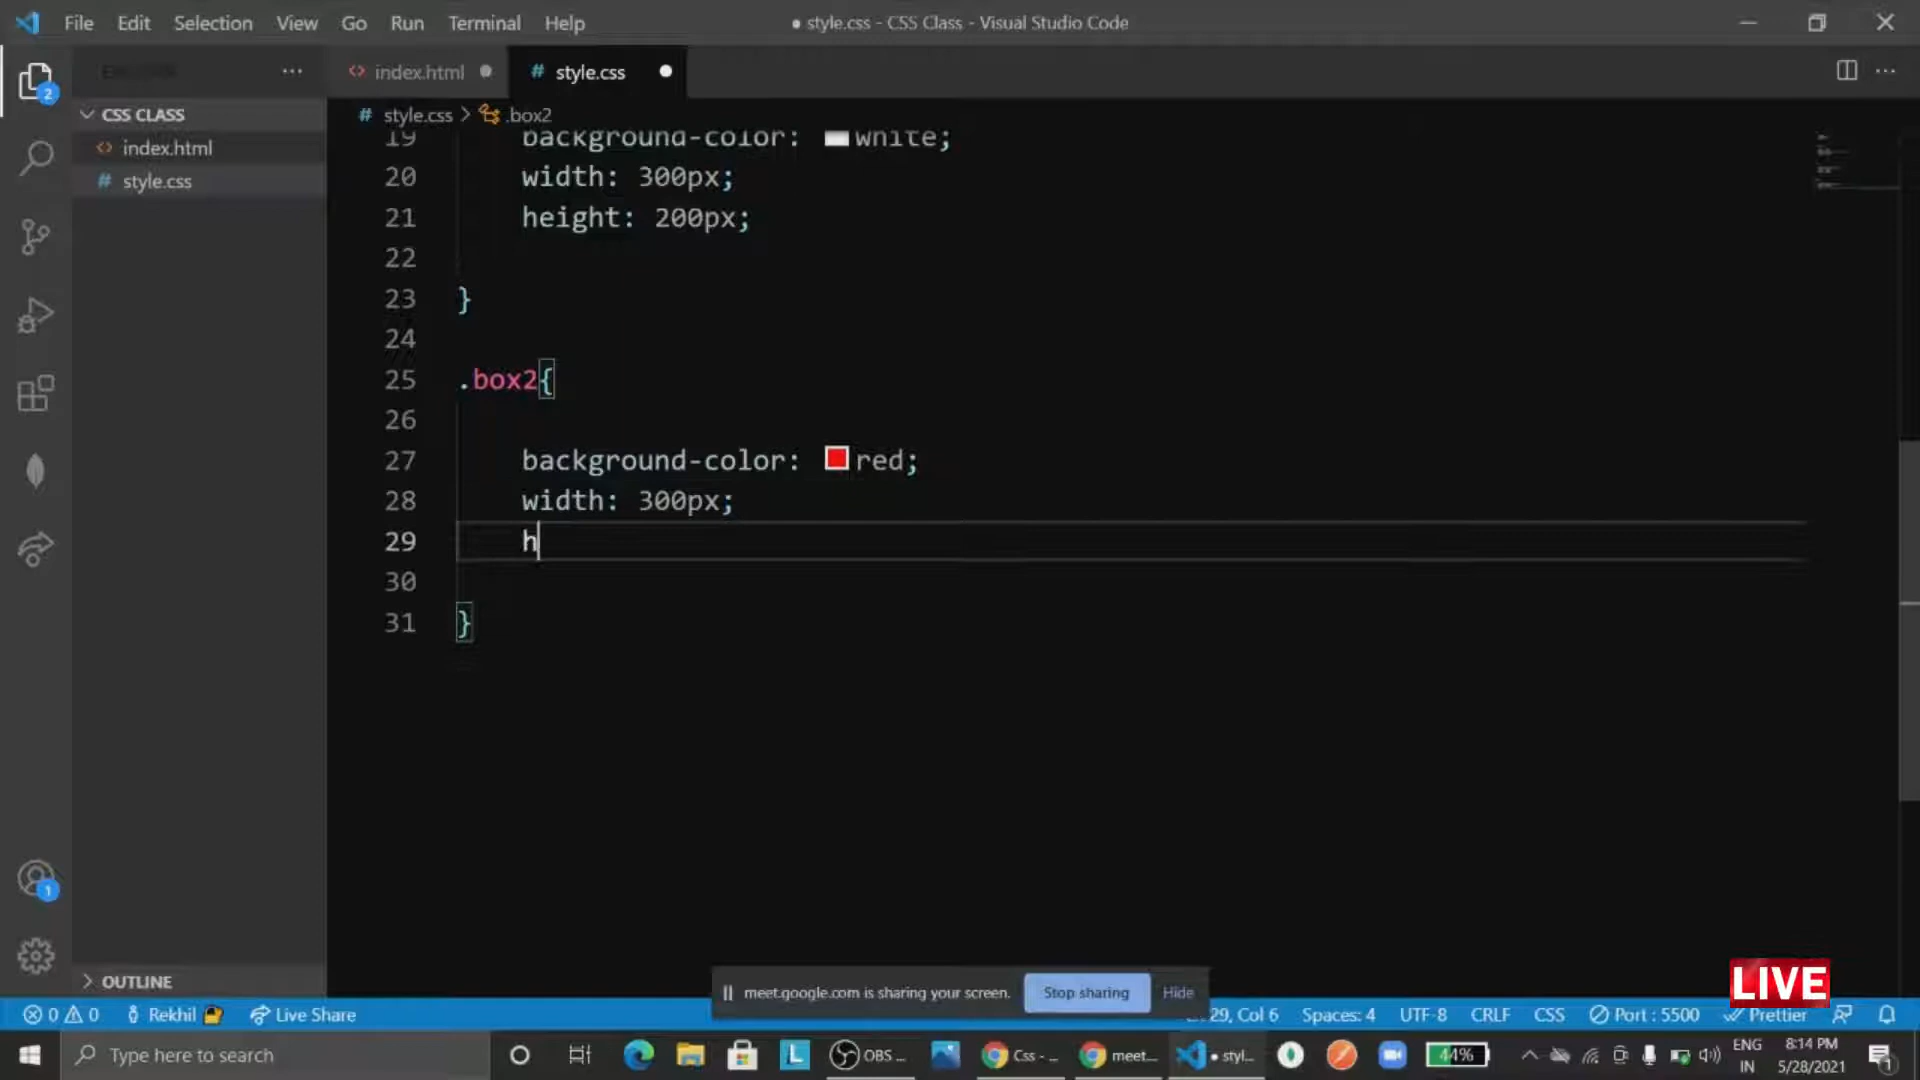 File Edit Selection View Go Run Terminal Help
● style.css - CSS Class - Visual Studio Code
index.html
style.css
2
CSS CLASS
index.html
style.css
style.css > .box2
19 background-color: white;
20 width: 300px;
21 height: 200px;
22
23 }
24
25 .box2{
26
27 background-color: red;
28 width: 300px;
29 h
30
31 }
1
OUTLINE
meet.google.com is sharing your screen. Stop sharing Hide
LIVE
0 0 Rekhil Live Share
29, Col 6 Spaces: 4 UTF-8 CRLF CSS Port : 5500 Prettier
Type here to search
L OBS ... Css - ... meet... ● styl... 44%
ENG IN
8:14 PM
5/28/2021
1